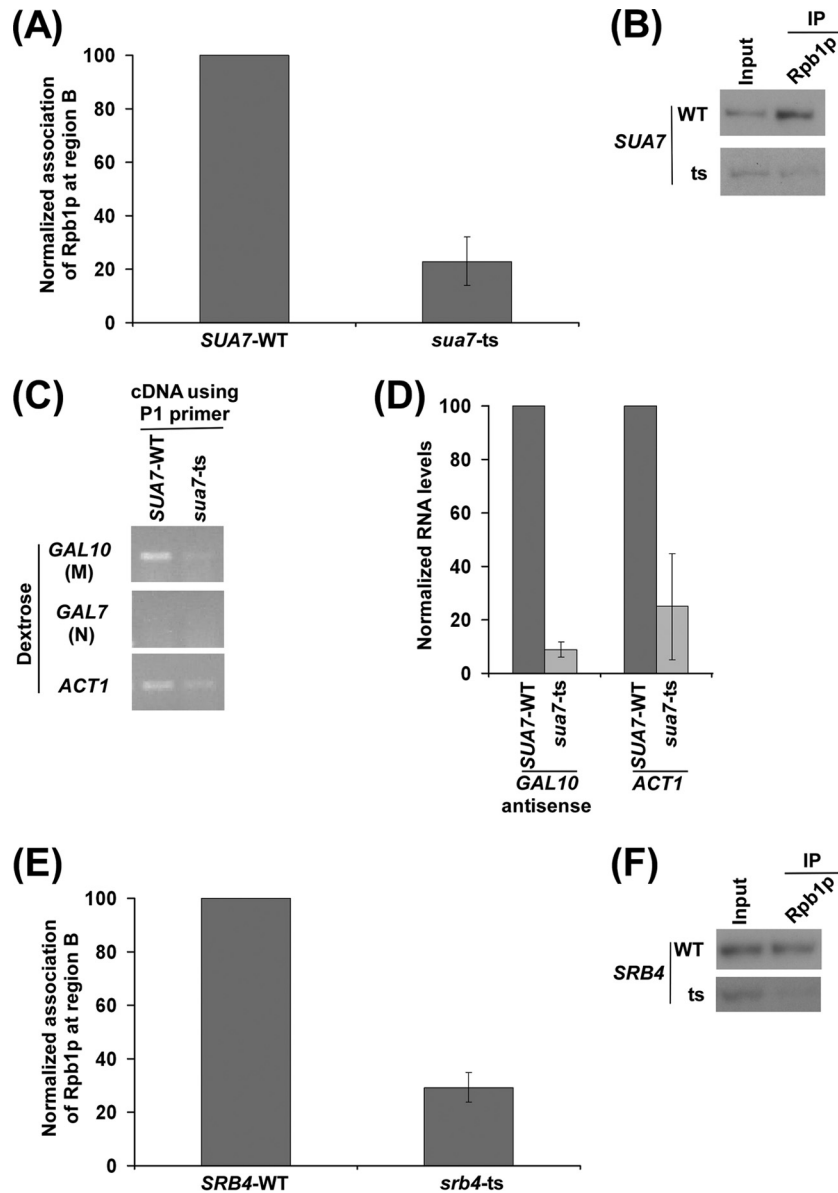 (A)
Normalized association
of Rpb1p at region B
100
80
60
40
20
0
SUA7-WT
sua7-ts
(B)
IP
Input
Rpb1p
SUA7
WT
ts
(C)
cDNA using
P1 primer
SUA7-WT
sua7-ts
Dextrose
GAL10
(M)
GAL7
(N)
ACT1
(D)
Normalized RNA levels
100
80
60
40
20
0
SUA7-WT
sua7-ts
SUA7-WT
sua7-ts
GAL10
antisense
ACT1
(E)
Normalized association
of Rpb1p at region B
100
80
60
40
20
0
SRB4-WT
srb4-ts
(F)
IP
Input
Rpb1p
SRB4
WT
ts